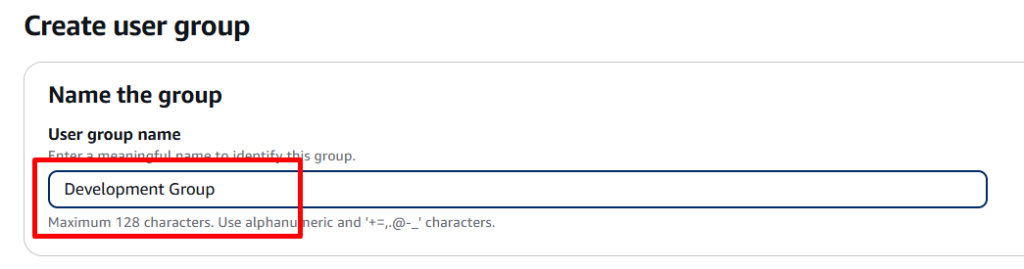 Create user group
Name the group
User group name
Enter a meaningful name to identify this group.
Development Group
Maximum 128 characters. Use alphanumeric and '+=,.@-_' characters.